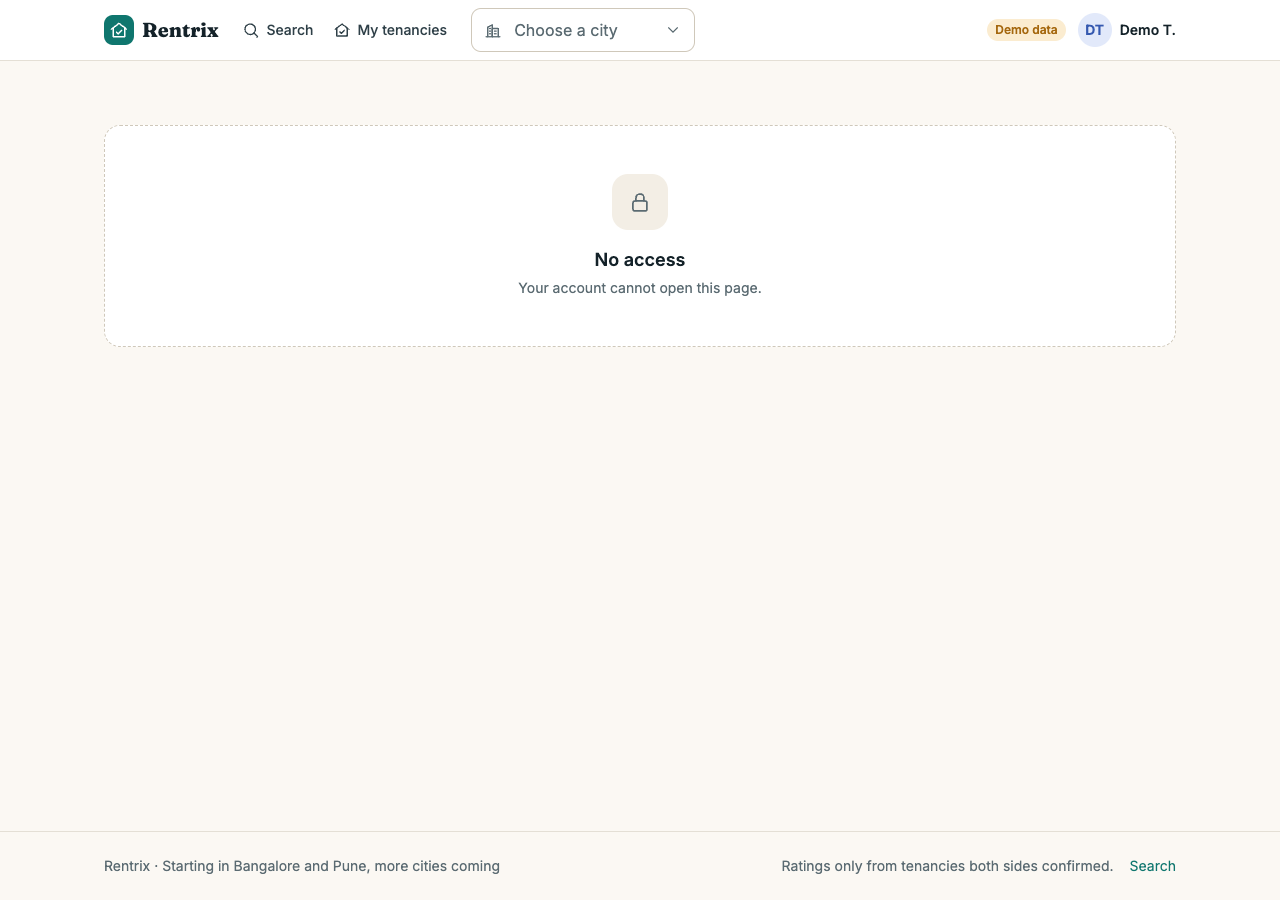 Rentrix
Search
My tenancies
Choose a city
Demo data
DT
Demo T.
No access
Your account cannot open this page.
Rentrix · Starting in Bangalore and Pune, more cities coming
Ratings only from tenancies both sides confirmed.
Search